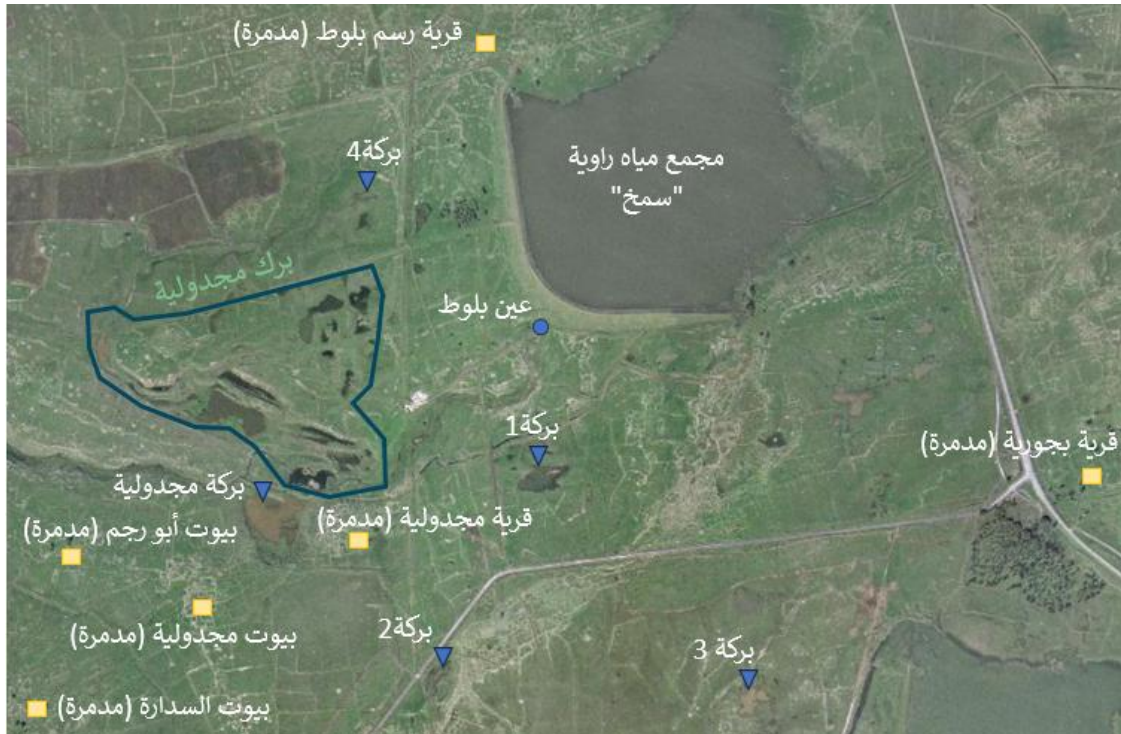 قرية رسم بلوط (مدمرة)
بركة4
مجمع مياه راوية
"سمخ"
برك مجدولية
عين بلوط
بركة1
قرية بجورية (مدمرة)
بركة مجدولية
قرية مجدولية (مدمرة)
بيوت أبو رجم (مدمرة)
بيوت مجدولية (مدمرة)
بركة2
بركة 3
بيوت السدارة (مدمرة)